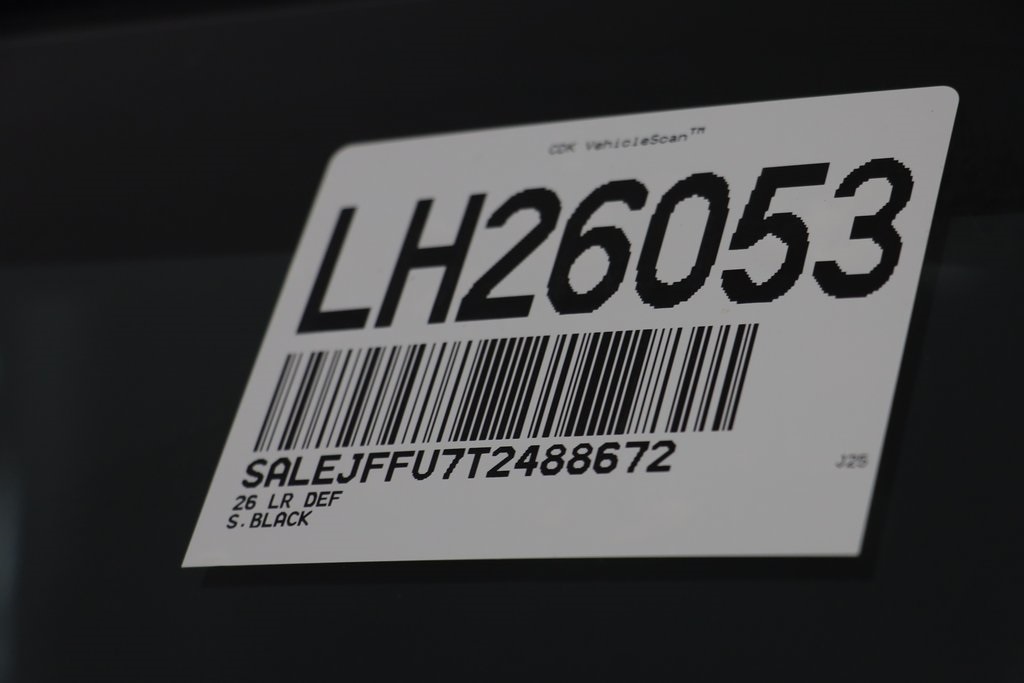 CDK VehicleScan™
LH26053
SALEJFFU7T2488672
J25
26 LR DEF
S.BLACK